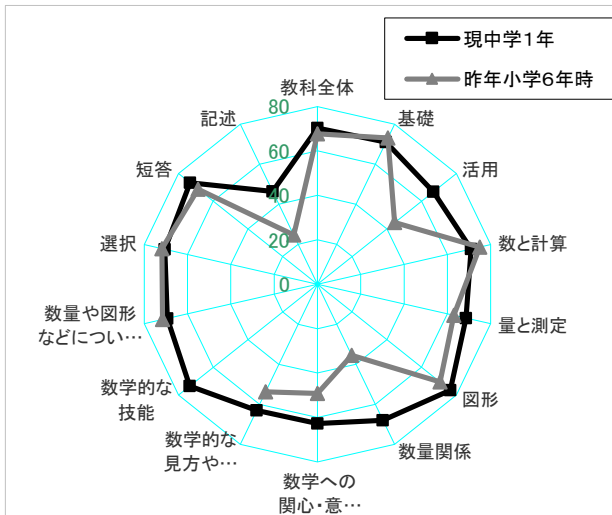 現中学1年
昨年小学6年時
教科全体
基礎
活用
数と計算
量と測定
図形
数量関係
数学への
関心・意…
数学的な
見方や…
数学的な
技能
数量や図形
などについ…
選択
短答
記述
80
60
40
20
0